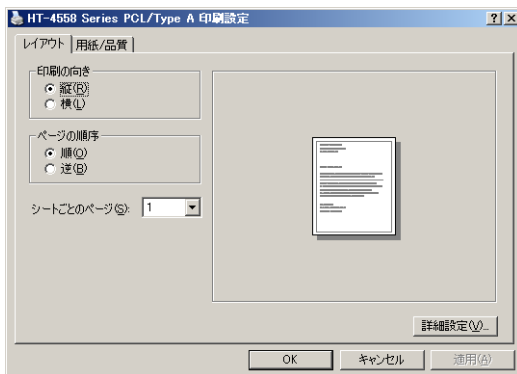 HT-4558 Series PCL/Type A 印刷設定
レイアウト 用紙/品質
印刷の向き
縦(R)
横(L)
ページの順序
順(O)
逆(B)
シートごとのページ(S): 1
詳細設定(V)...
OK キャンセル 適用(A)